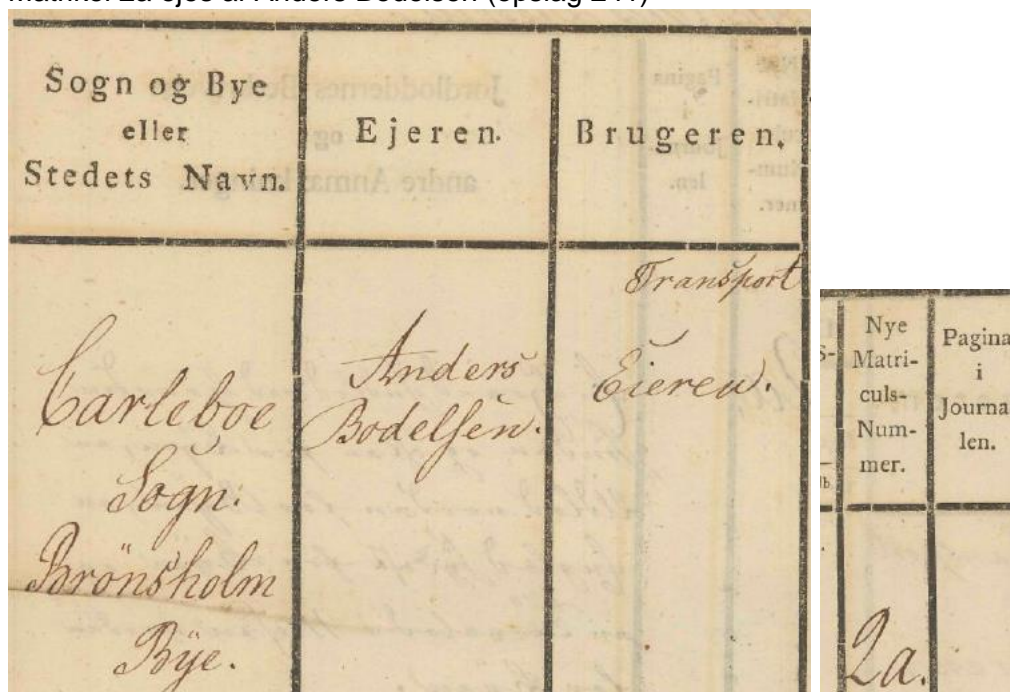 Matrikel 2a ejes af Anders Bodelsen (opslag 244)
Sogn og Bye
eller
Stedets Navn.
Ejeren.
Brugeren.
Transport
Carleboe
Sogn.
Brönsholm
Bÿe.
Anders
Bodelsen.
Eieren.
Nye
Matri-
culs-
Num-
mer.
Pagina
i
Journa
len.
2a.